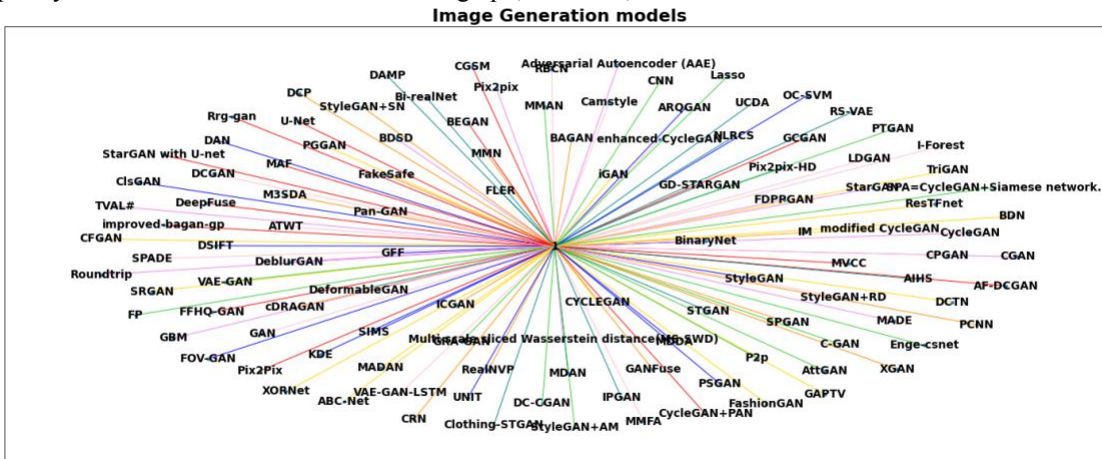 Image Generation models
Adversarial Autoencoder (AAE)
CGSM
RBCN
DAMP
CNN
Lasso
Pix2pix
DCP
Bi-realNet
OC-SVM
StyleGAN+SN
MMAN
Camstyle
ARQGAN
UCDA
RS-VAE
Rrg-gan
U-Net
BEGAN
PTGAN
BDSD
BAGAN
enhanced-CycleGAN
NLRCS
GCGAN
DAN
PGGAN
I-Forest
StarGAN with U-net
MAF
MMN
LDGAN
Pix2pix-HD
TriGAN
DCGAN
FakeSafe
iGAN
ClsGAN
M3SDA
FLER
GD-STARGAN
StarGAN
SPA=CycleGAN+Siamese network.
TVAL#
DeepFuse
Pan-GAN
FDPPGAN
ResTFnet
BDN
improved-bagan-gp
ATWT
IM
modified CycleGAN
CycleGAN
CFGAN
DSIFT
GFF
1
BinaryNet
SPADE
DeblurGAN
MVCC
CPGAN
CGAN
Roundtrip
VAE-GAN
StyleGAN
AIHS
AF-DCGAN
SRGAN
DeformableGAN
StyleGAN+RD
DCTN
FP
FFHQ-GAN
cDRAGAN
ICGAN
CYCLEGAN
STGAN
SPGAN
MADE
PCNN
GBM
GAN
SIMS
Multi-scale sliced Wasserstein distance(MS-SWD)
MDDA
C-GAN
Enge-csnet
FOV-GAN
KDE
P2p
Pix2Pix
MADAN
RealNVP
MDAN
GANFuse
AttGAN
XGAN
XORNet
VAE-GAN-LSTM
UNIT
PSGAN
ABC-Net
DC-CGAN
IPGAN
FashionGAN
GAPTV
CRN
Clothing-STGAN
StyleGAN+AM
MMFA
CycleGAN+PAN